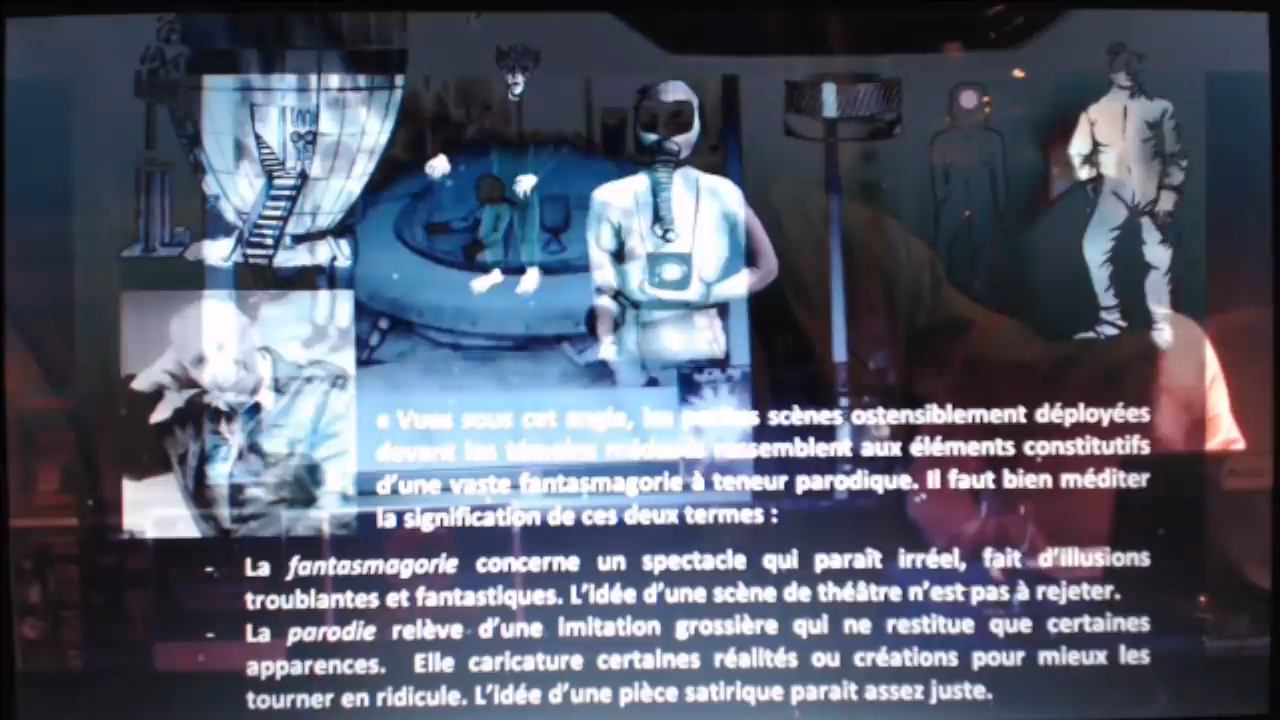 « Vues sous cet angle, les petites scènes ostensiblement déployées
devant les témoins médusés ressemblent aux éléments constitutifs
d'une vaste fantasmagorie à teneur parodique. Il faut bien méditer
la signification de ces deux termes :
- La fantasmagorie concerne un spectacle qui paraît irréel, fait d'illusions
troublantes et fantastiques. L'idée d'une scène de théâtre n'est pas à rejeter.
- La parodie relève d'une imitation grossière qui ne restitue que certaines
apparences. Elle caricature certaines réalités ou créations pour mieux les
tourner en ridicule. L'idée d'une pièce satirique parait assez juste.